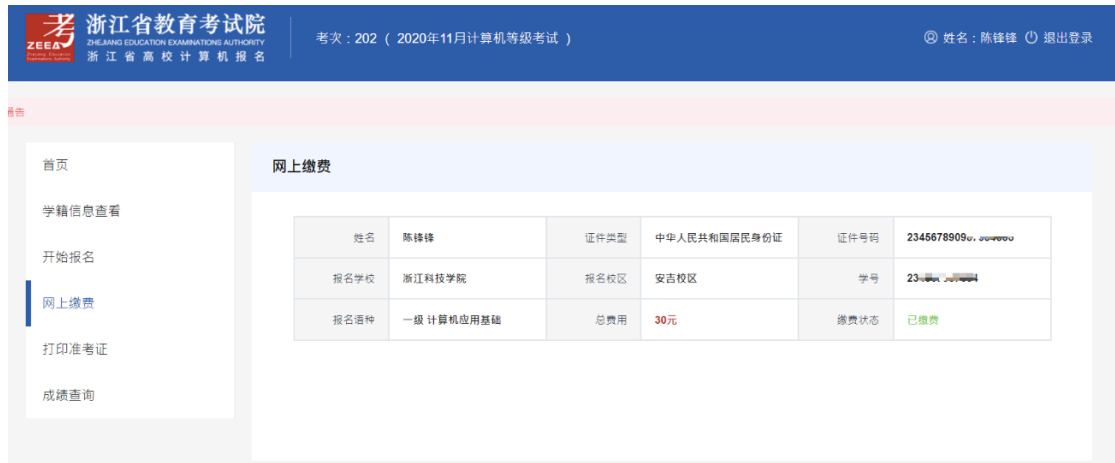 浙江省教育考试院
ZEEA
ZHEJIANG EDUCATION EXAMINATIONS AUTHORITY
浙江省高校计算机报名
考次：202 （ 2020年11月计算机等级考试 ）
姓名：陈锋锋 退出登录
通告
首页
学籍信息查看
开始报名
网上缴费
打印准考证
成绩查询
网上缴费
姓名 陈锋锋 证件类型 中华人民共和国居民身份证 证件号码 2345678909
报名学校 浙江科技学院 报名校区 安吉校区 学号 23
报名语种 一级 计算机应用基础 总费用 30元 缴费状态 已缴费